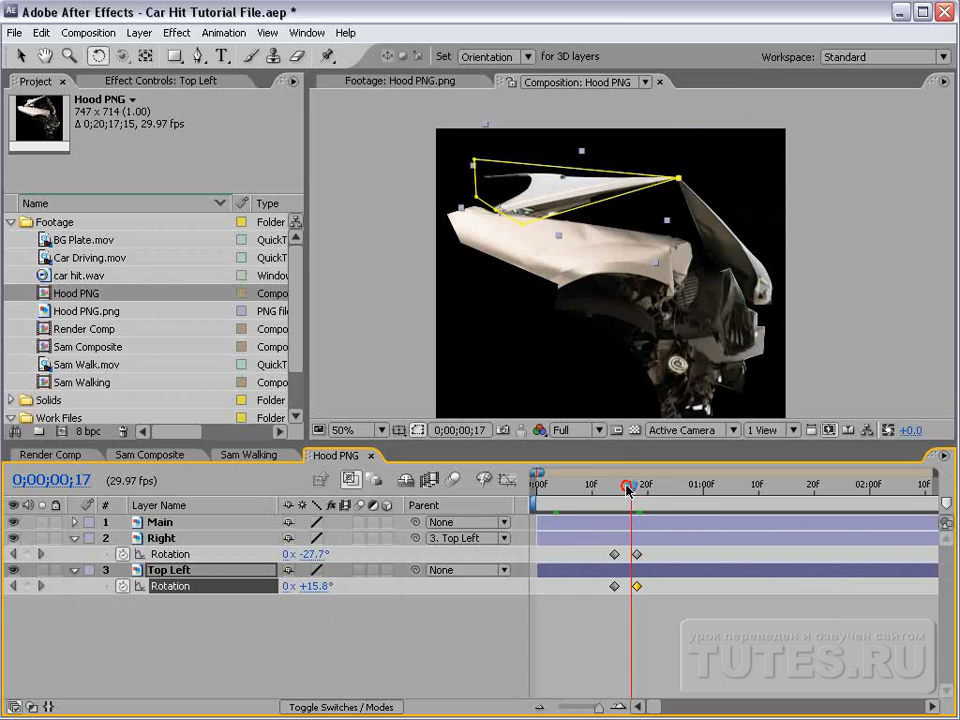 Adobe After Effects - Car Hit Tutorial File.aep *
File Edit Composition Layer Effect Animation View Window Help
Set Orientation for 3D layers Workspace: Standard
Project Effect Controls: Top Left Footage: Hood PNG.png Composition: Hood PNG
Hood PNG
747 x 714 (1.00)
Δ 0;20;17;15, 29.97 fps
Name Type
Footage Folder
BG Plate.mov QuickT
Car Driving.mov QuickT
car hit.wav Window
Hood PNG Compo
Hood PNG.png PNG file
Render Comp Compo
Sam Composite Compo
Sam Walk.mov QuickT
Sam Walking Compo
Solids Folder
Work Files Folder
8 bpc 50% 0;00;00;17 Full Active Camera 1 View +0.0
Render Comp Sam Composite Sam Walking Hood PNG
0;00;00;17 (29.97 fps) :00F 10F 20F 01:00F 10F 20F 02:00F 10F
# Layer Name Parent
1 Main None
2 Right 3. Top Left
Rotation 0x -27.7°
3 Top Left None
Rotation 0x +15.8°
урок переведен и озвучен сайтом
TUTES.RU
Toggle Switches / Modes